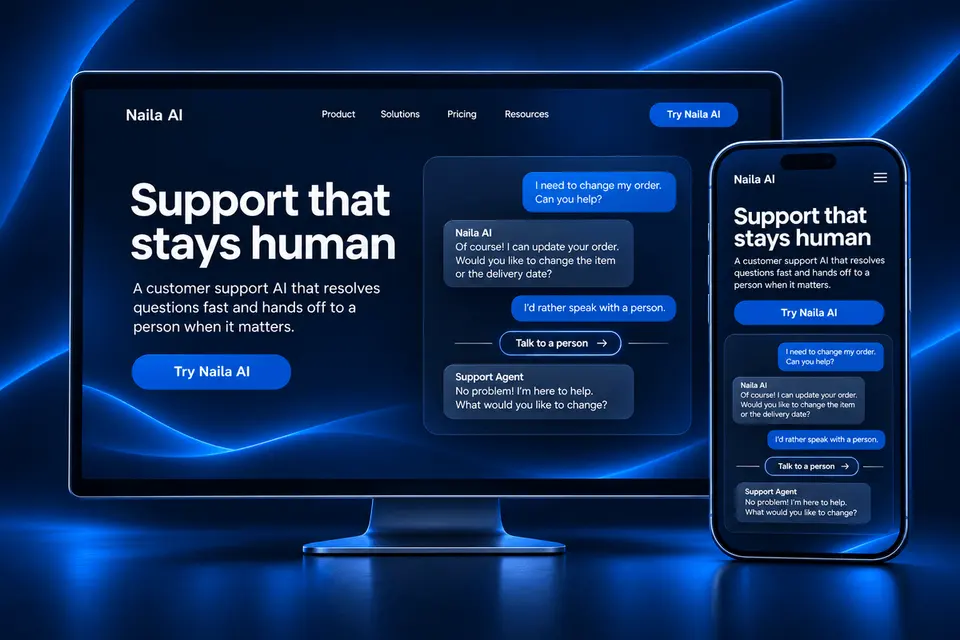 Naila AI
Product
Solutions
Pricing
Resources
Try Naila AI
Support that
stays human
A customer support AI that resolves
questions fast and hands off to a
person when it matters.
Try Naila AI
I need to change my order.
Can you help?
Naila AI
Of course! I can update your order.
Would you like to change the item
or the delivery date?
I'd rather speak with a person.
Talk to a person →
Support Agent
No problem! I'm here to help.
What would you like to change?
Naila AI
Support that
stays human
A customer support AI that resolves
questions fast and hands off to a
person when it matters.
Try Naila AI
I need to change my order.
Can you help?
Naila AI
Of course! I can update your order.
Would you like to change the item
or the delivery date?
I'd rather speak with a person.
Talk to a person →
Support Agent
No problem! I'm here to help.
What would you like to change?